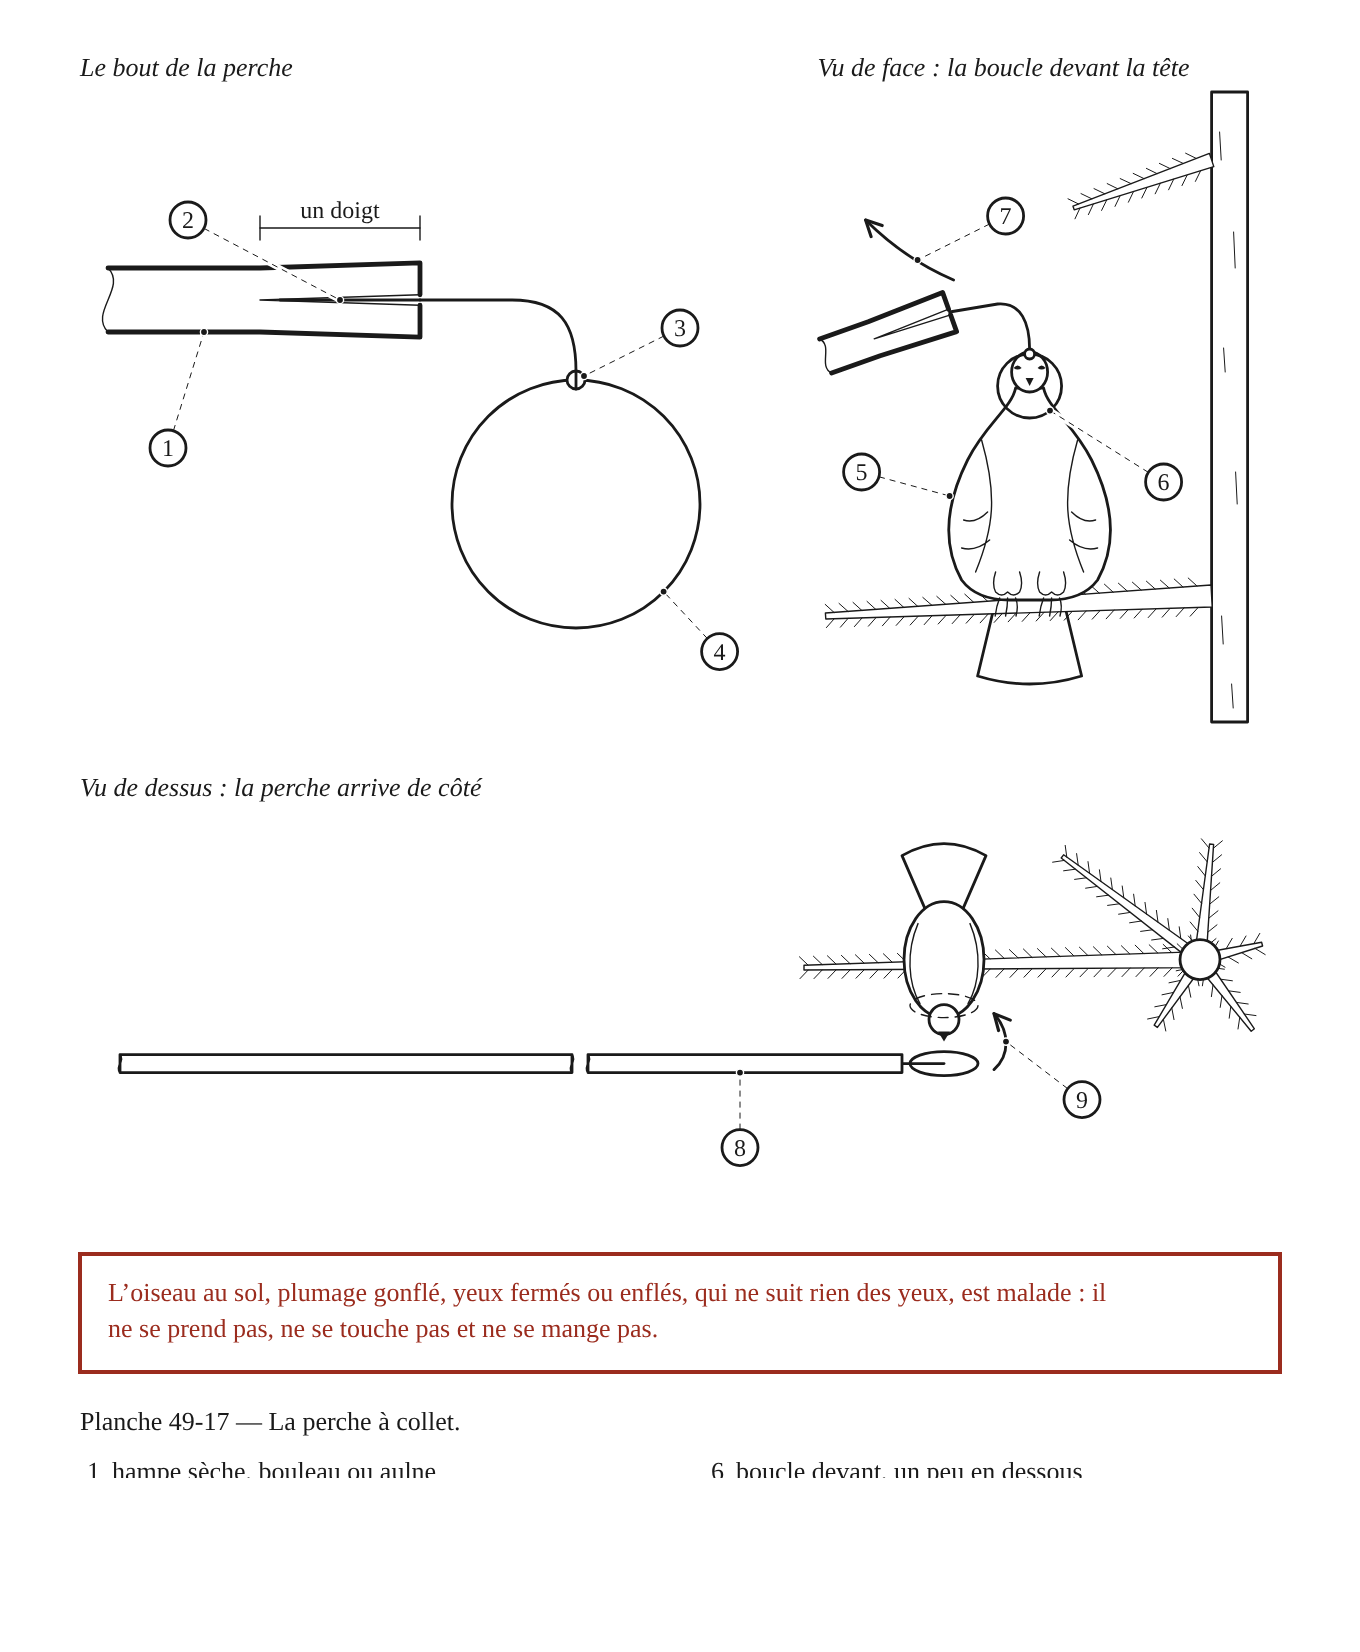 Le bout de la perche
Vu de face : la boucle devant la tête
un doigt
1
2
3
4
5
6
7
Vu de dessus : la perche arrive de côté
8
9
L’oiseau au sol, plumage gonflé, yeux fermés ou enflés, qui ne suit rien des yeux, est malade : il
ne se prend pas, ne se touche pas et ne se mange pas.
Planche 49-17 — La perche à collet.
1 hampe sèche, bouleau ou aulne
6 boucle devant, un peu en dessous